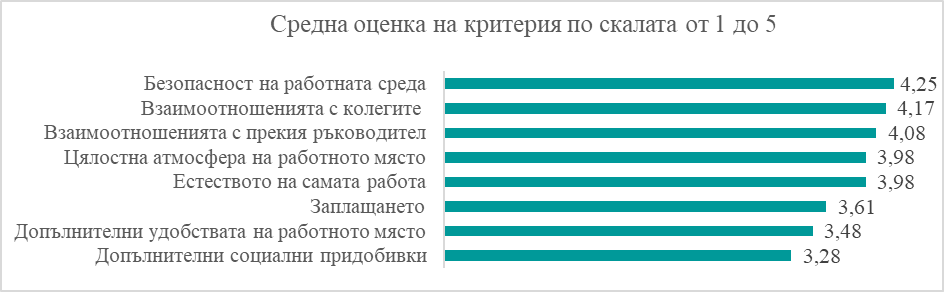 Средна оценка на критерия по скалата от 1 до 5
Безопасност на работната среда 4,25
Взаимоотношенията с колегите 4,17
Взаимоотношенията с прекия ръководител 4,08
Цялостна атмосфера на работното място 3,98
Естеството на самата работа 3,98
Заплащането 3,61
Допълнителни удобствата на работното място 3,48
Допълнителни социални придобивки 3,28